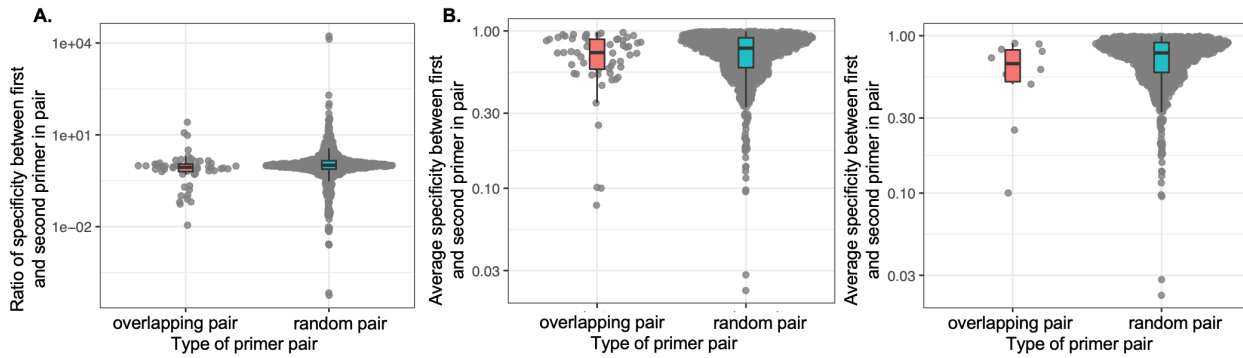 A.
Ratio of specificity between first
and second primer in pair
1e+04
1e+01
1e−02
overlapping pair
random pair
Type of primer pair
B.
Average specificity between first
and second primer in pair
1.00
0.30
0.10
0.03
overlapping pair
random pair
Type of primer pair
Average specificity between first
and second primer in pair
1.00
0.30
0.10
0.03
overlapping pair
random pair
Type of primer pair